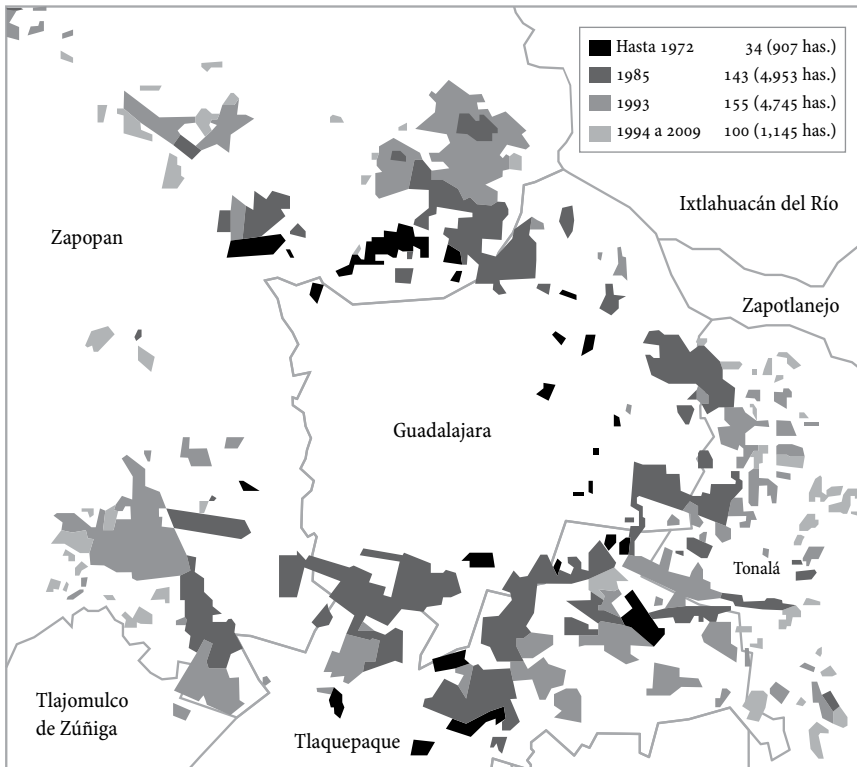 Hasta 1972 34 (907 has.)
1985 143 (4,953 has.)
1993 155 (4,745 has.)
1994 a 2009 100 (1,145 has.)
Ixtlahuacán del Río
Zapopan
Zapotlanejo
Guadalajara
Tonalá
Tlajomulco
de Zúñiga
Tlaquepaque